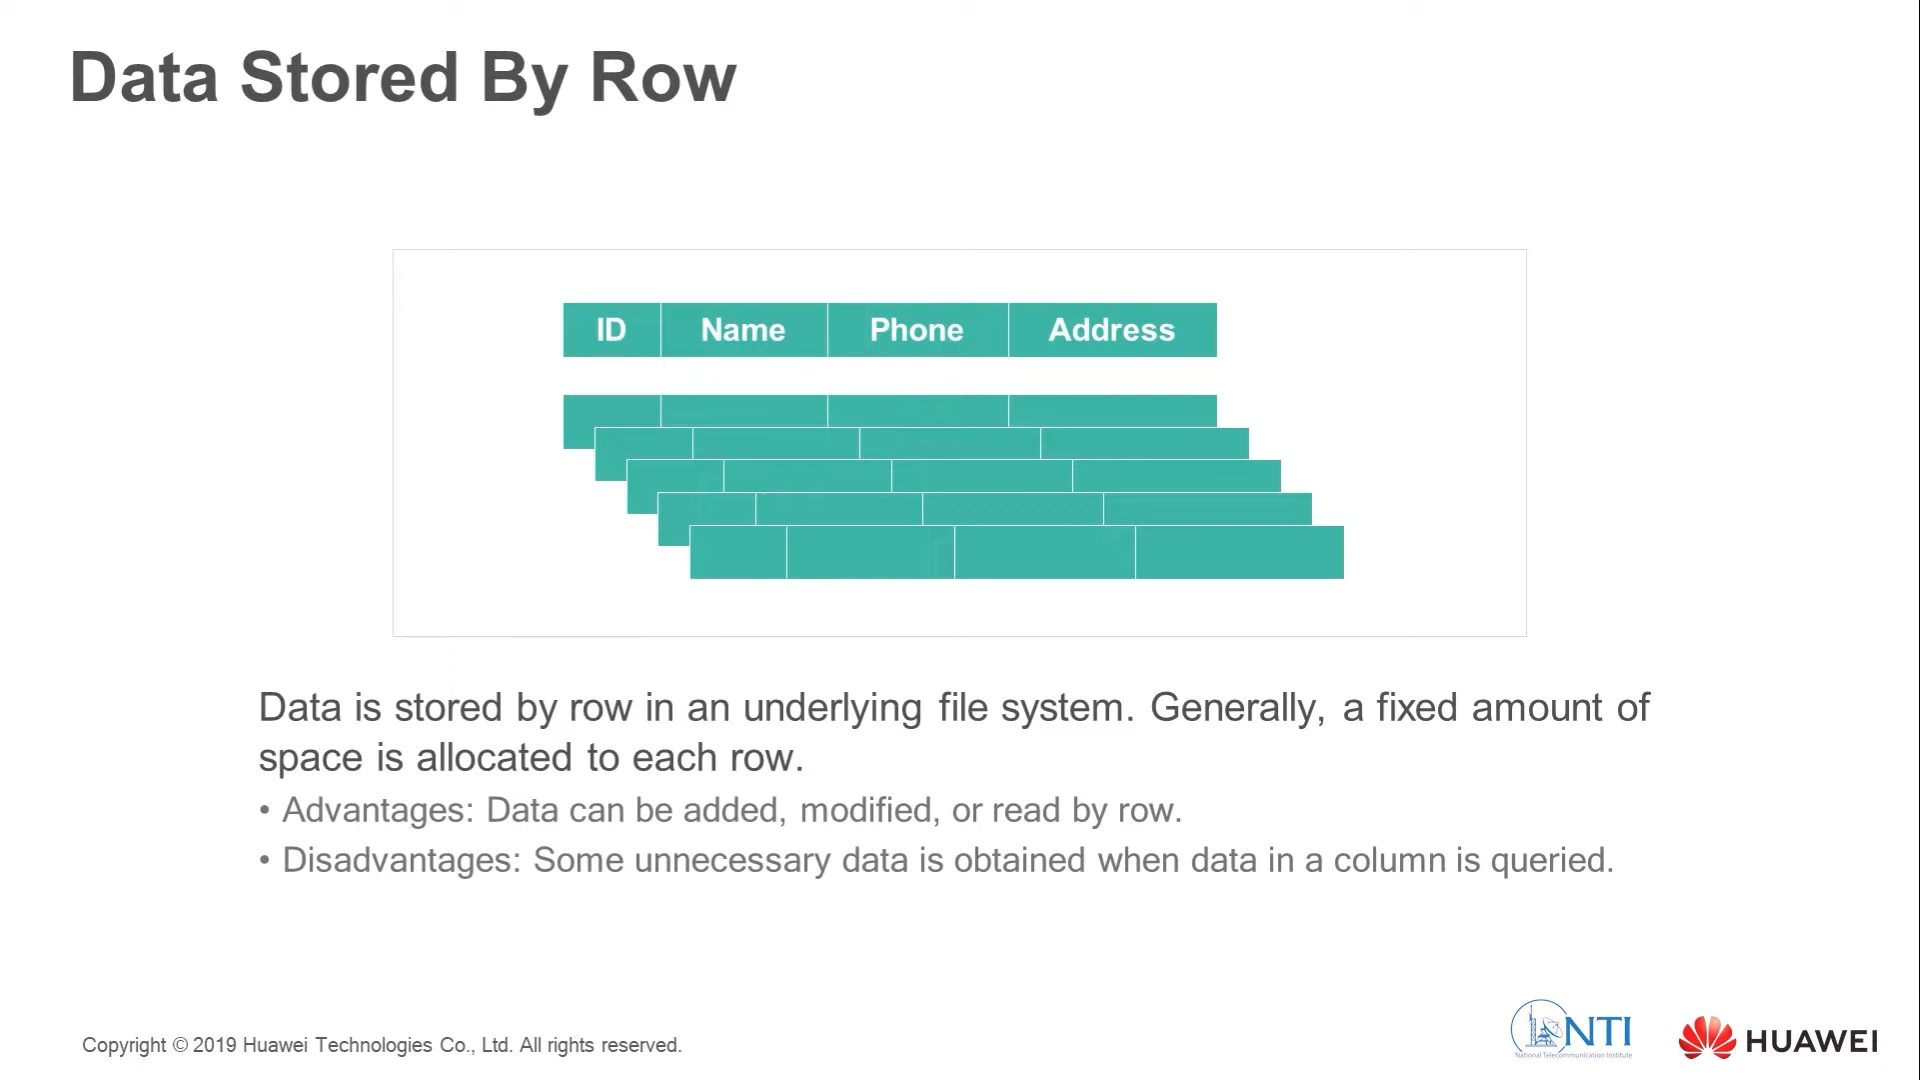 Data Stored By Row
ID Name Phone Address
Data is stored by row in an underlying file system. Generally, a fixed amount of
space is allocated to each row.
• Advantages: Data can be added, modified, or read by row.
• Disadvantages: Some unnecessary data is obtained when data in a column is queried.
Copyright © 2019 Huawei Technologies Co., Ltd. All rights reserved.
NTI
National Telecommunication Institute
HUAWEI